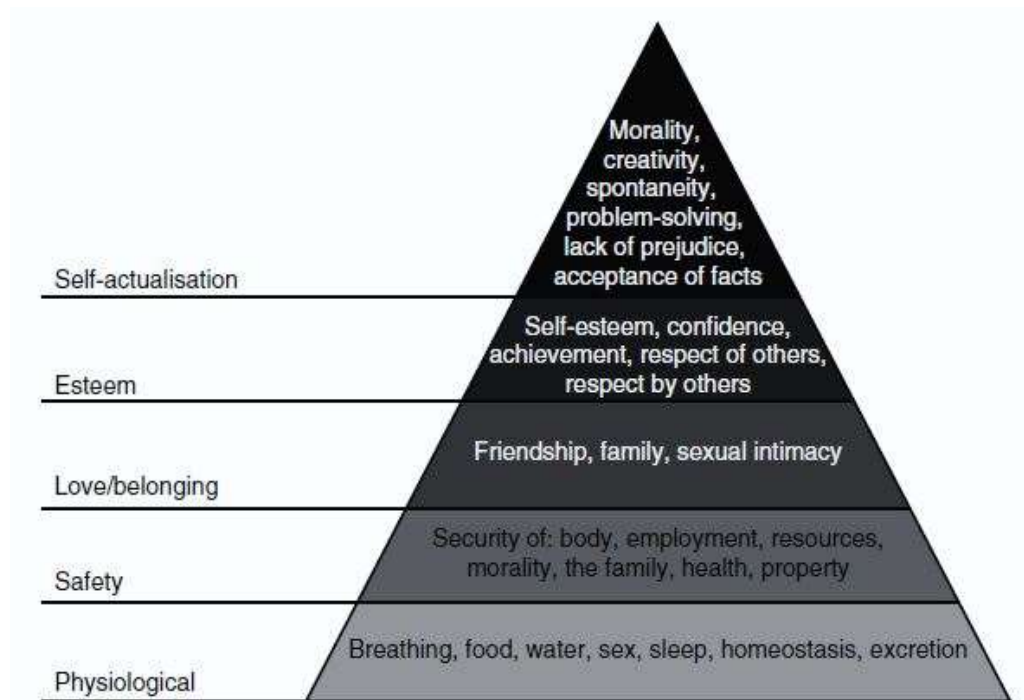 Morality,
creativity,
spontaneity,
problem-solving,
lack of prejudice,
acceptance of facts
Self-actualisation
Self-esteem, confidence,
achievement, respect of others,
respect by others
Esteem
Friendship, family, sexual intimacy
Love/belonging
Security of: body, employment, resources,
morality, the family, health, property
Safety
Breathing, food, water, sex, sleep, homeostasis, excretion
Physiological